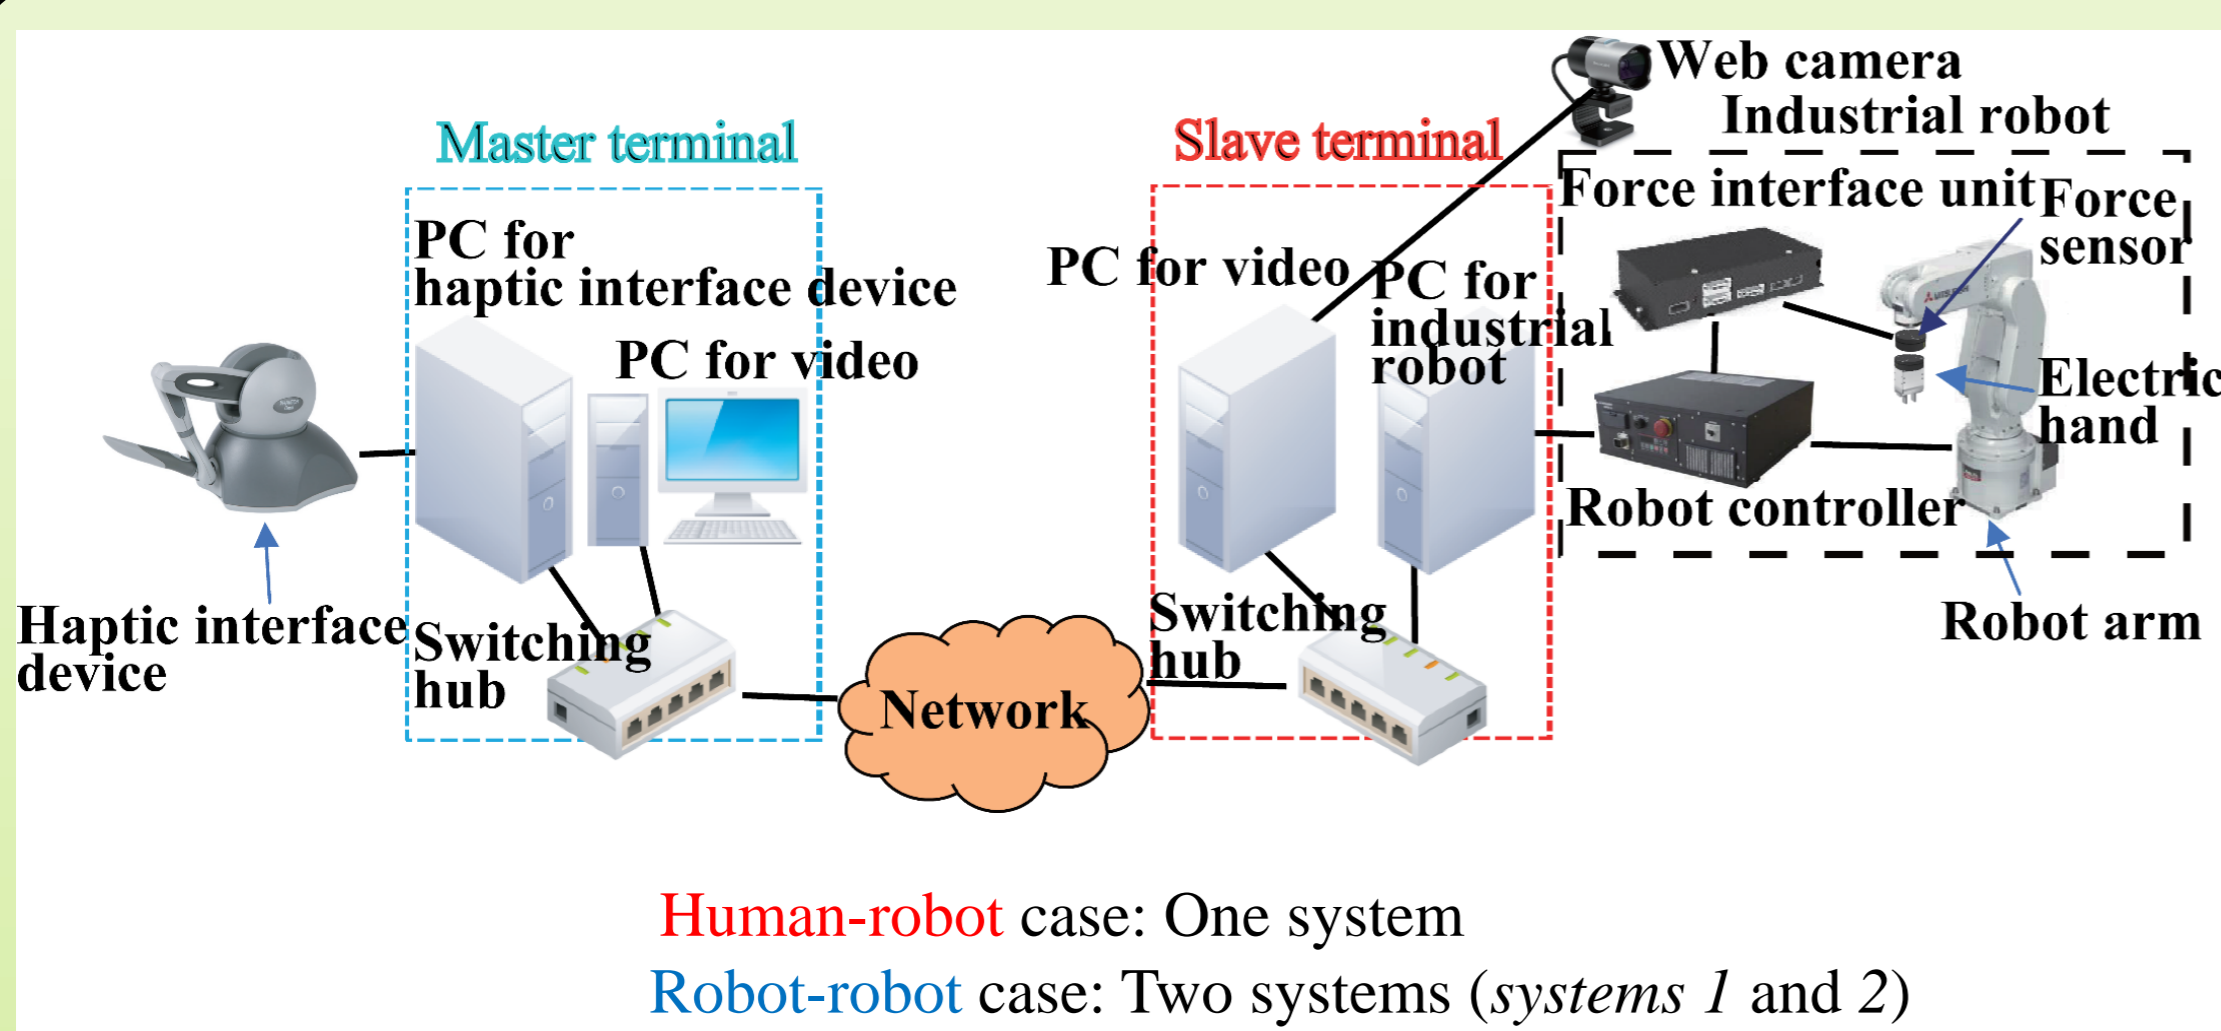 Web camera
Industrial robot
Master terminal
Slave terminal
Force interface unit
Force
sensor
PC for
haptic interface device
PC for video
PC for video
PC for
industrial
robot
Electric
hand
Robot controller
Haptic interface
device
Switching
hub
Network
Switching
hub
Robot arm
Human-robot case: One system
Robot-robot case: Two systems (systems 1 and 2)